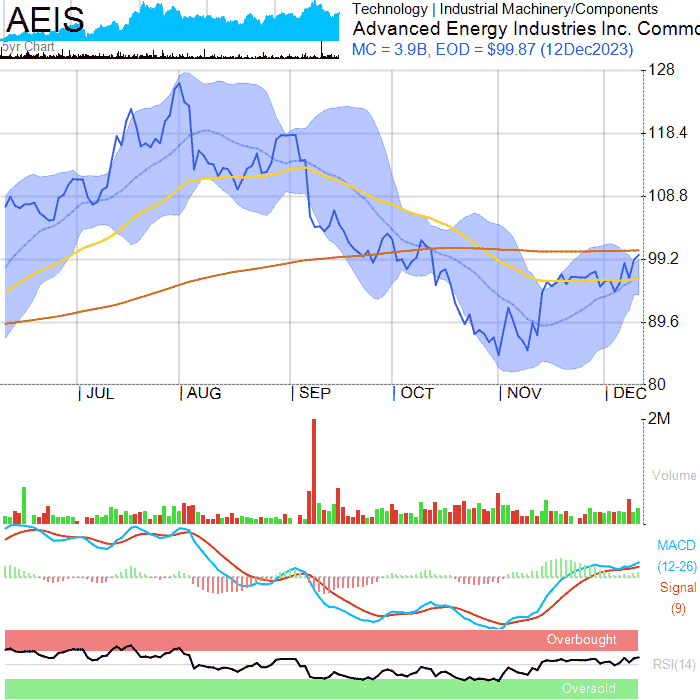 AEIS
5yr Chart
Technology | Industrial Machinery/Components
Advanced Energy Industries Inc. Commo
MC = 3.9B, EOD = $99.87 (12Dec2023)
128
118.4
108.8
99.2
89.6
80
JUL AUG SEP OCT NOV DEC
2M
Volume
MACD
(12-26)
Signal
(9)
Overbought
RSI(14)
Oversold